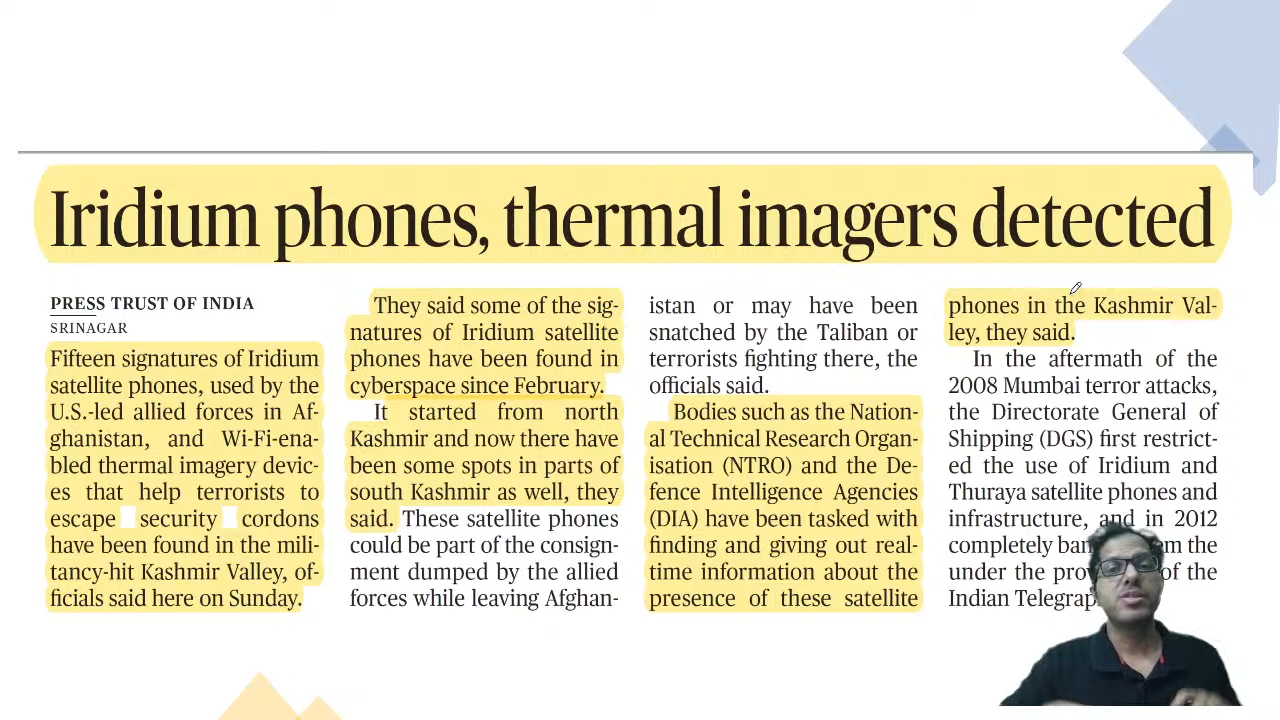 Iridium phones, thermal imagers detected
PRESS TRUST OF INDIA
SRINAGAR
Fifteen signatures of Iridium
satellite phones, used by the
U.S.-led allied forces in Af-
ghanistan, and Wi-Fi-ena-
bled thermal imagery devic-
es that help terrorists to
escape security cordons
have been found in the mili-
tancy-hit Kashmir Valley, of-
ficials said here on Sunday.
They said some of the sig-
natures of Iridium satellite
phones have been found in
cyberspace since February.
It started from north
Kashmir and now there have
been some spots in parts of
south Kashmir as well, they
said. These satellite phones
could be part of the consign-
ment dumped by the allied
forces while leaving Afghan-
istan or may have been
snatched by the Taliban or
terrorists fighting there, the
officials said.
Bodies such as the Nation-
al Technical Research Organ-
isation (NTRO) and the De-
fence Intelligence Agencies
(DIA) have been tasked with
finding and giving out real-
time information about the
presence of these satellite
phones in the Kashmir Val-
ley, they said.
In the aftermath of the
2008 Mumbai terror attacks,
the Directorate General of
Shipping (DGS) first restrict-
ed the use of Iridium and
Thuraya satellite phones and
infrastructure, and in 2012
completely the
under the of the
Indian